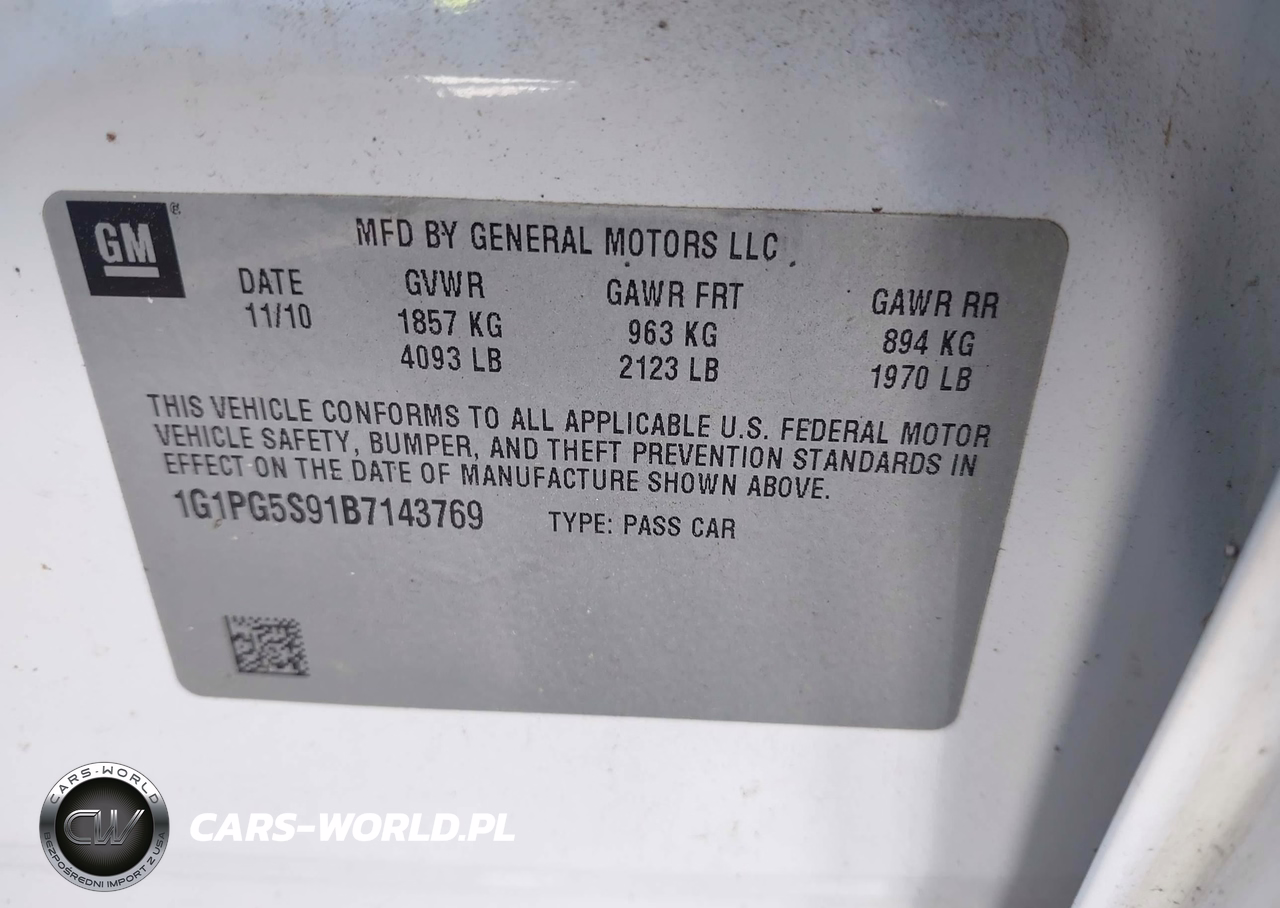 GM
MFD BY GENERAL MOTORS LLC
DATE GVWR GAWR FRT GAWR RR
11/10 1857 KG 963 KG 894 KG
4093 LB 2123 LB 1970 LB
THIS VEHICLE CONFORMS TO ALL APPLICABLE U.S. FEDERAL MOTOR
VEHICLE SAFETY, BUMPER, AND THEFT PREVENTION STANDARDS IN
EFFECT ON THE DATE OF MANUFACTURE SHOWN ABOVE.
1G1PG5S91B7143769 TYPE: PASS CAR
CARS-WORLD
CW
BEZPOŚREDNI IMPORT Z USA
CARS-WORLD.PL